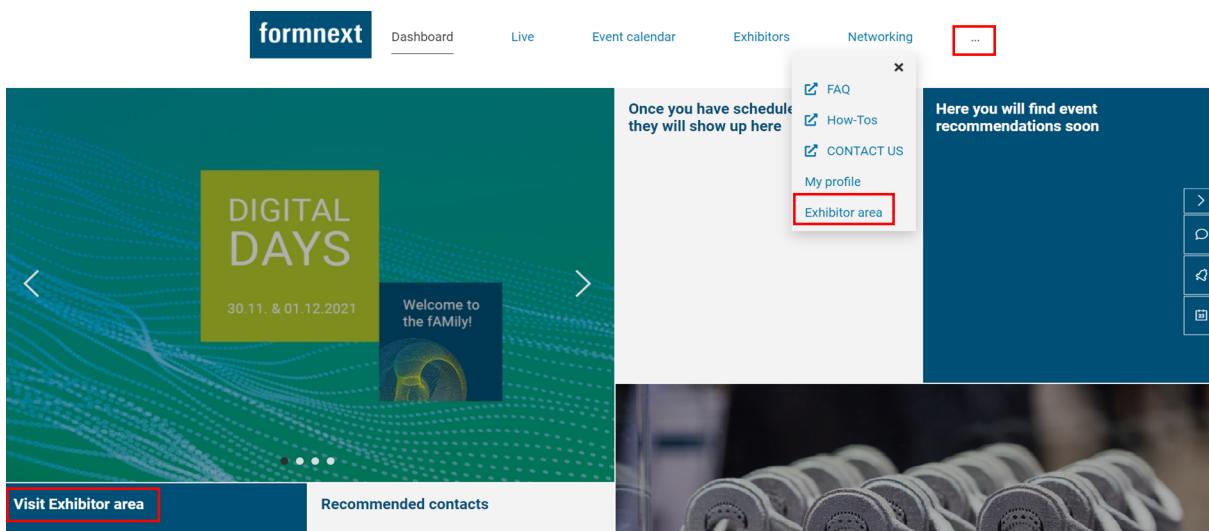 formnext
Dashboard
Live
Event calendar
Exhibitors
Networking
...
FAQ
How-Tos
CONTACT US
My profile
Exhibitor area
DIGITAL
DAYS
30.11. & 01.12.2021
Welcome to
the fAMily!
Once you have schedule
they will show up here
Here you will find event
recommendations soon
Visit Exhibitor area
Recommended contacts